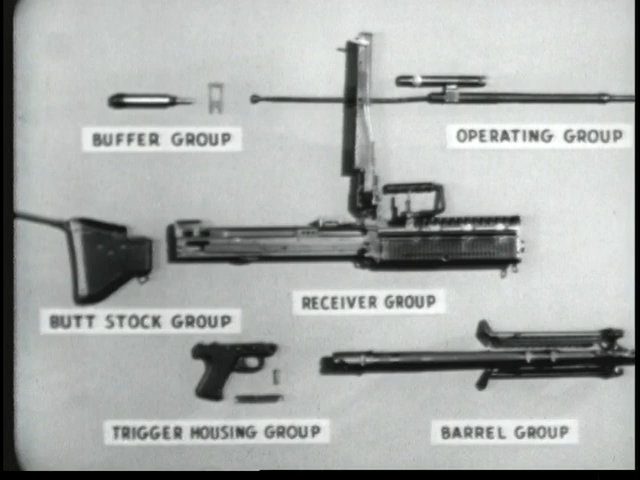 BUFFER GROUP
OPERATING GROUP
RECEIVER GROUP
BUTT STOCK GROUP
TRIGGER HOUSING GROUP
BARREL GROUP